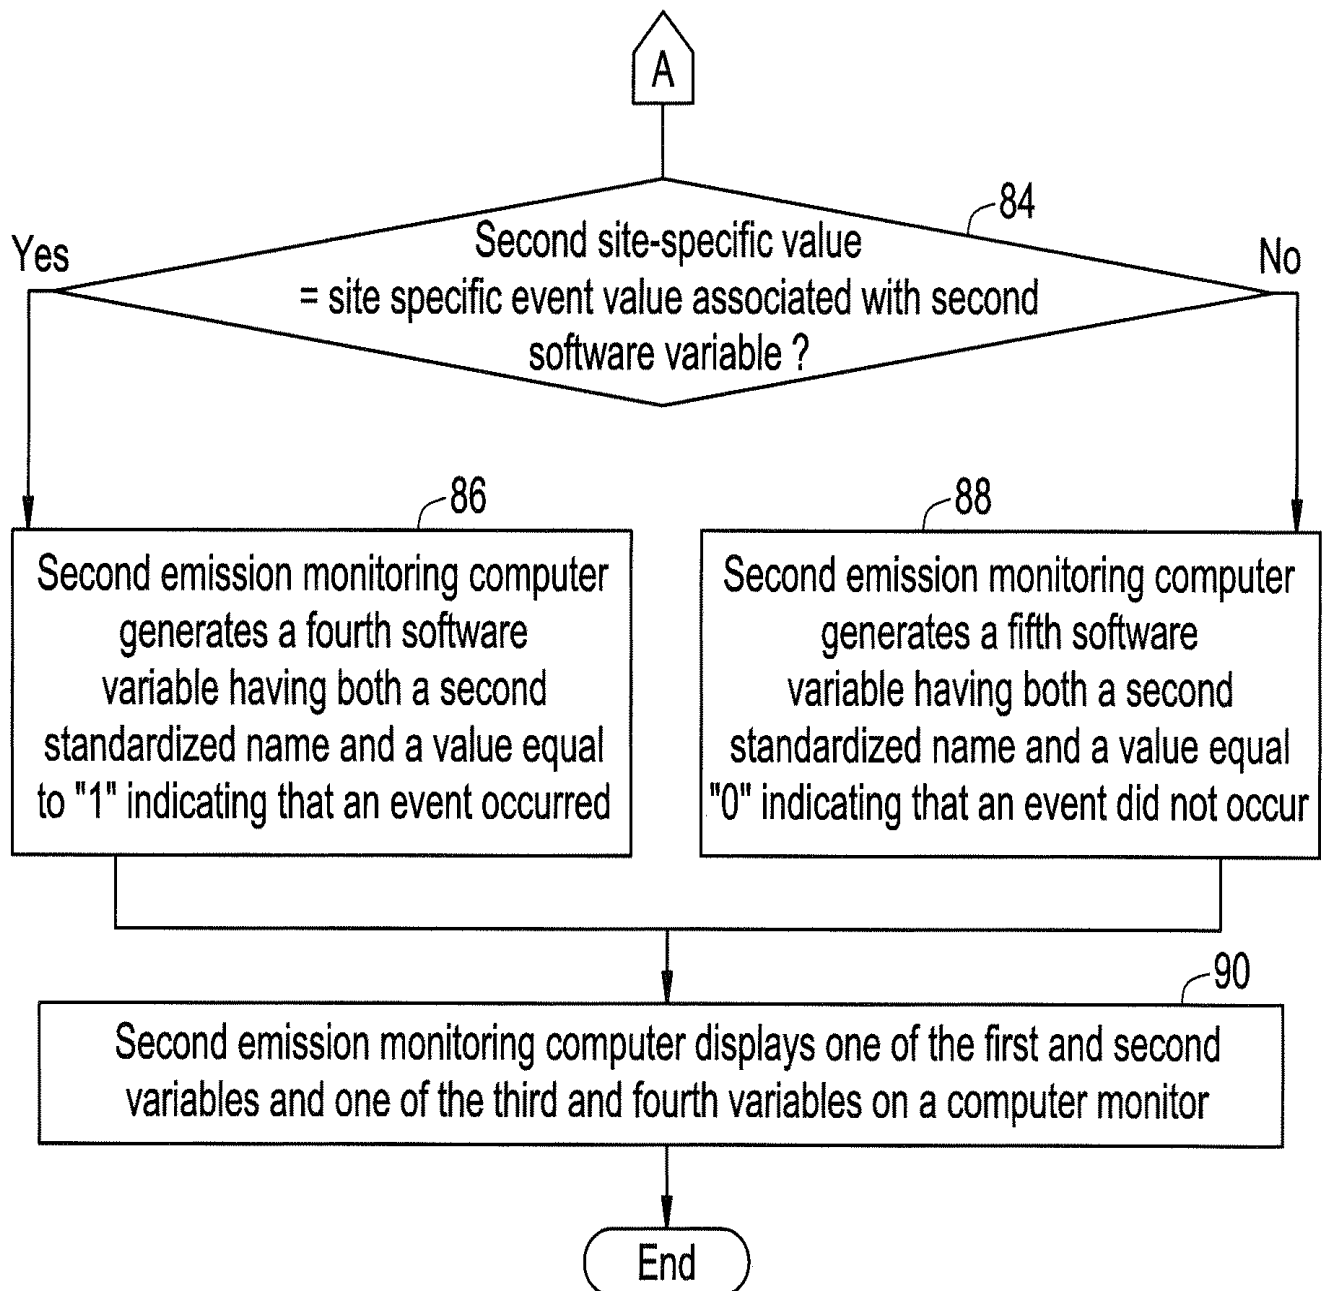 A
84
Yes
No
Second site-specific value
= site specific event value associated with second
software variable ?
86
Second emission monitoring computer
generates a fourth software
variable having both a second
standardized name and a value equal
to "1" indicating that an event occurred
88
Second emission monitoring computer
generates a fifth software
variable having both a second
standardized name and a value equal
"0" indicating that an event did not occur
90
Second emission monitoring computer displays one of the first and second
variables and one of the third and fourth variables on a computer monitor
End